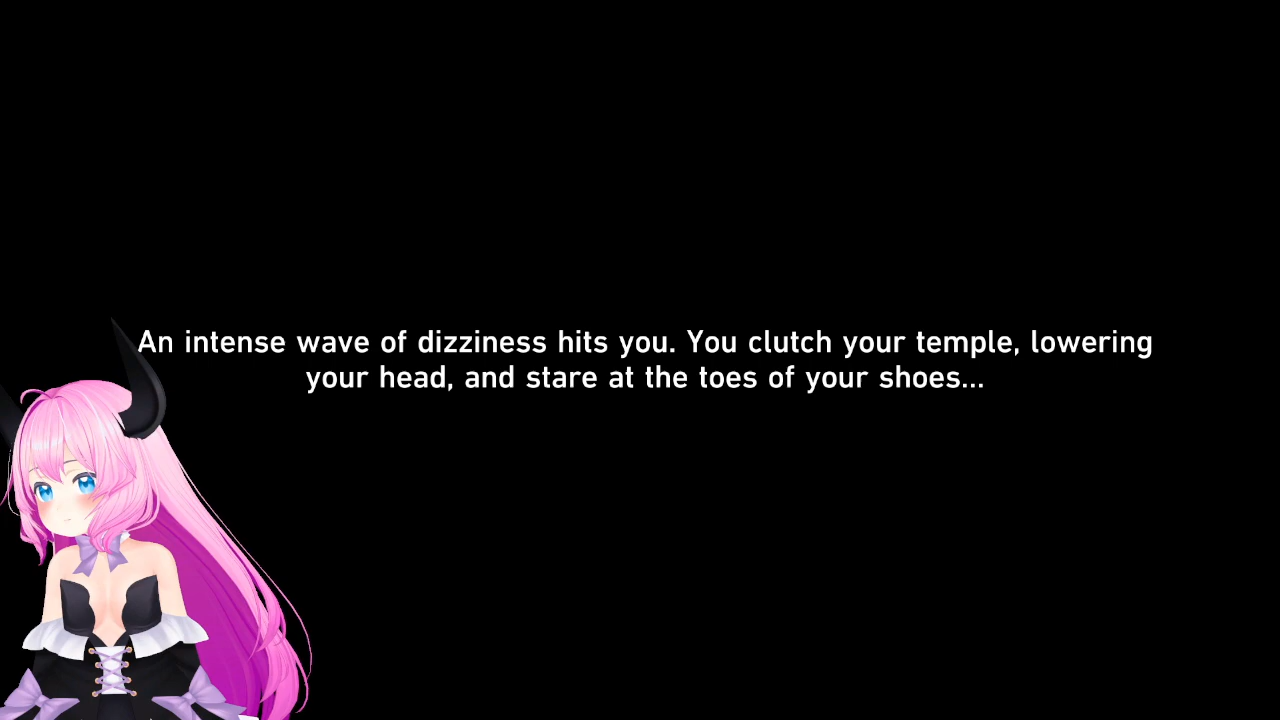 An intense wave of dizziness hits you. You clutch your temple, lowering
your head, and stare at the toes of your shoes...